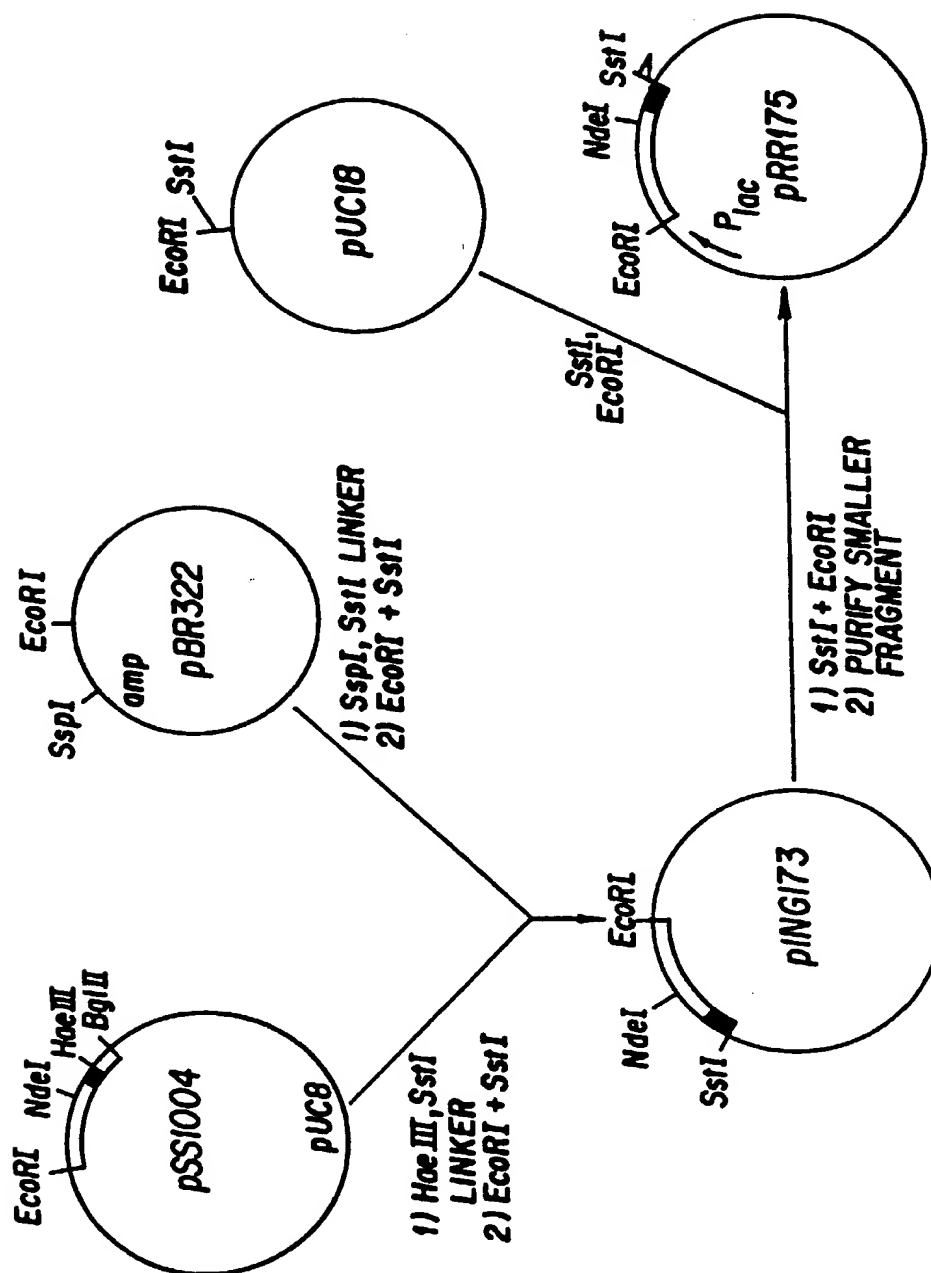 EcoRI
NdeI
HaeIII
BglII
pSS1004
pUC8
SspI
EcoRI
amp
pBR322
EcoRI
SstI
pUC18
1) HaeIII, SstI
LINKER
2) EcoRI + SstI
1) SspI, SstI LINKER
2) EcoRI + SstI
SstI,
EcoRI
EcoRI
NdeI
SstI
pING173
1) SstI + EcoRI
2) PURIFY SMALLER
FRAGMENT
EcoRI
NdeI
SstI
Plac
pRR175